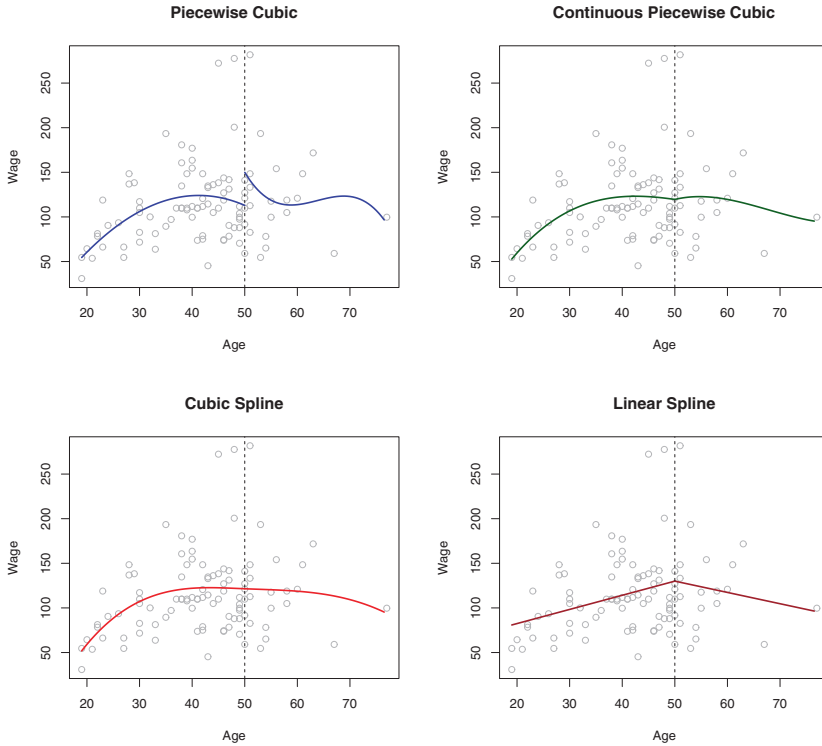 Piecewise Cubic
Wage
50 100 150 200 250
20 30 40 50 60 70
Age
Continuous Piecewise Cubic
Wage
50 100 150 200 250
20 30 40 50 60 70
Age
Cubic Spline
Wage
50 100 150 200 250
20 30 40 50 60 70
Age
Linear Spline
Wage
50 100 150 200 250
20 30 40 50 60 70
Age